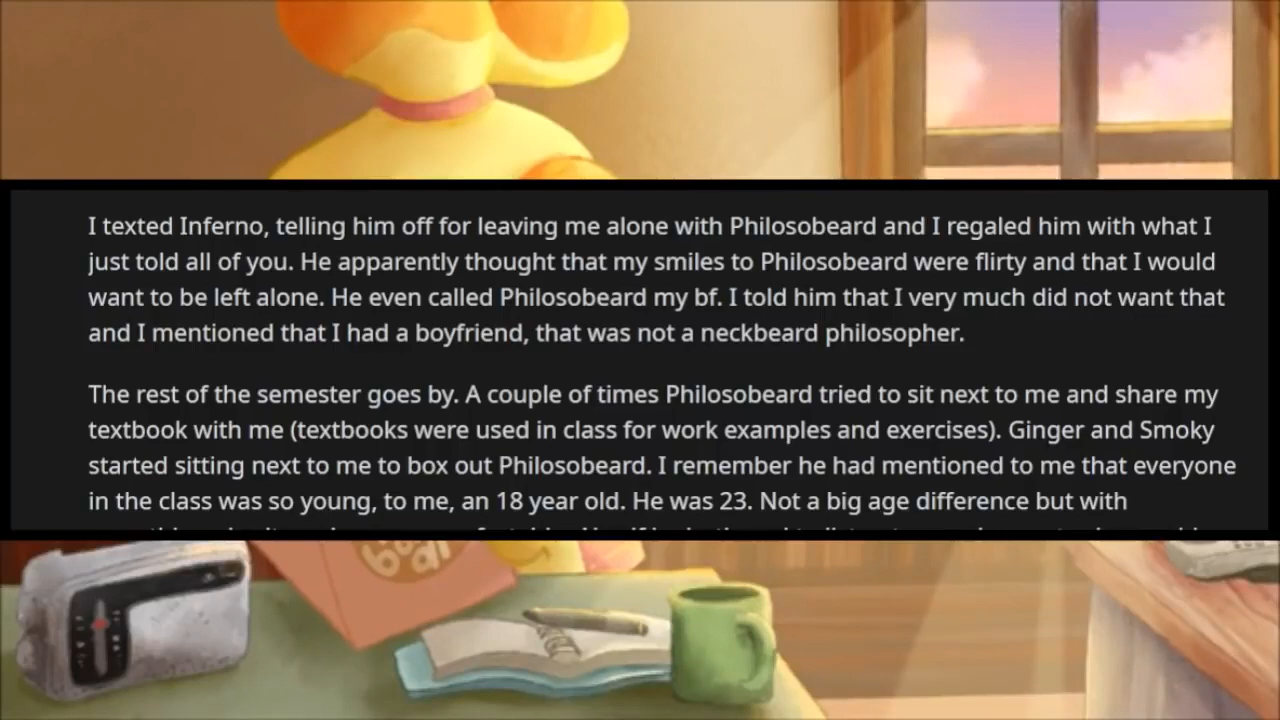 I texted Inferno, telling him off for leaving me alone with Philosobeard and I regaled him with what I
just told all of you. He apparently thought that my smiles to Philosobeard were flirty and that I would
want to be left alone. He even called Philosobeard my bf. I told him that I very much did not want that
and I mentioned that I had a boyfriend, that was not a neckbeard philosopher.
The rest of the semester goes by. A couple of times Philosobeard tried to sit next to me and share my
textbook with me (textbooks were used in class for work examples and exercises). Ginger and Smoky
started sitting next to me to box out Philosobeard. I remember he had mentioned to me that everyone
in the class was so young, to me, an 18 year old. He was 23. Not a big age difference but with